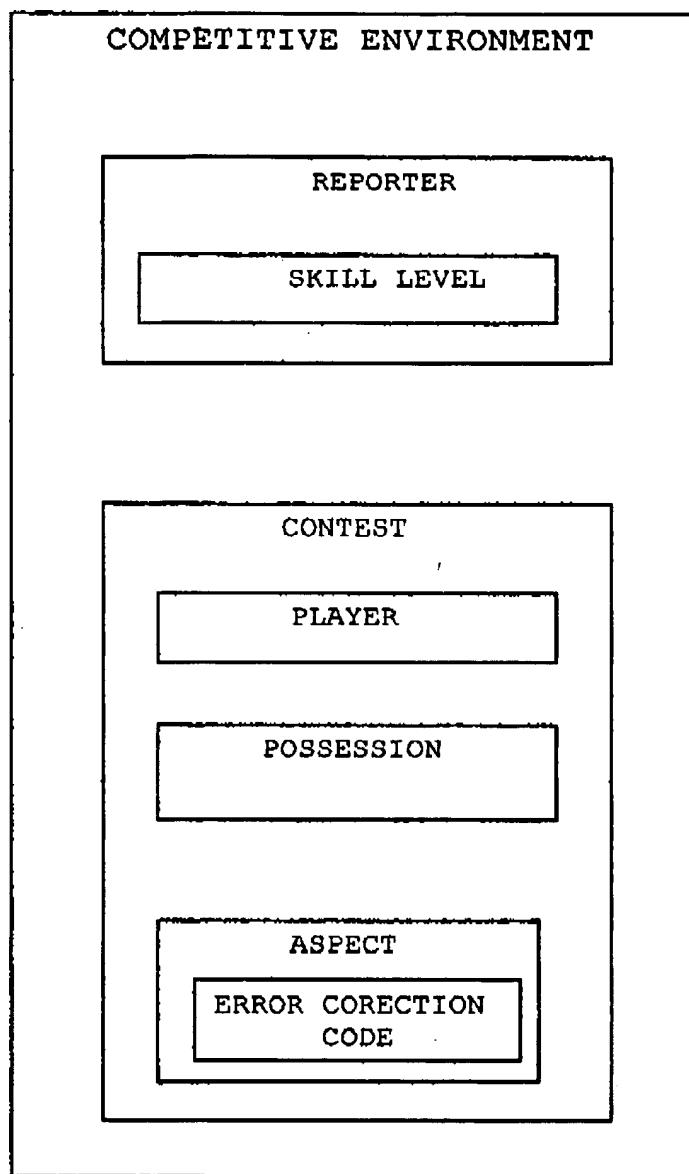 COMPETITIVE ENVIRONMENT
REPORTER
SKILL LEVEL
CONTEST
PLAYER
POSSESSION
ASPECT
ERROR CORECTION
CODE